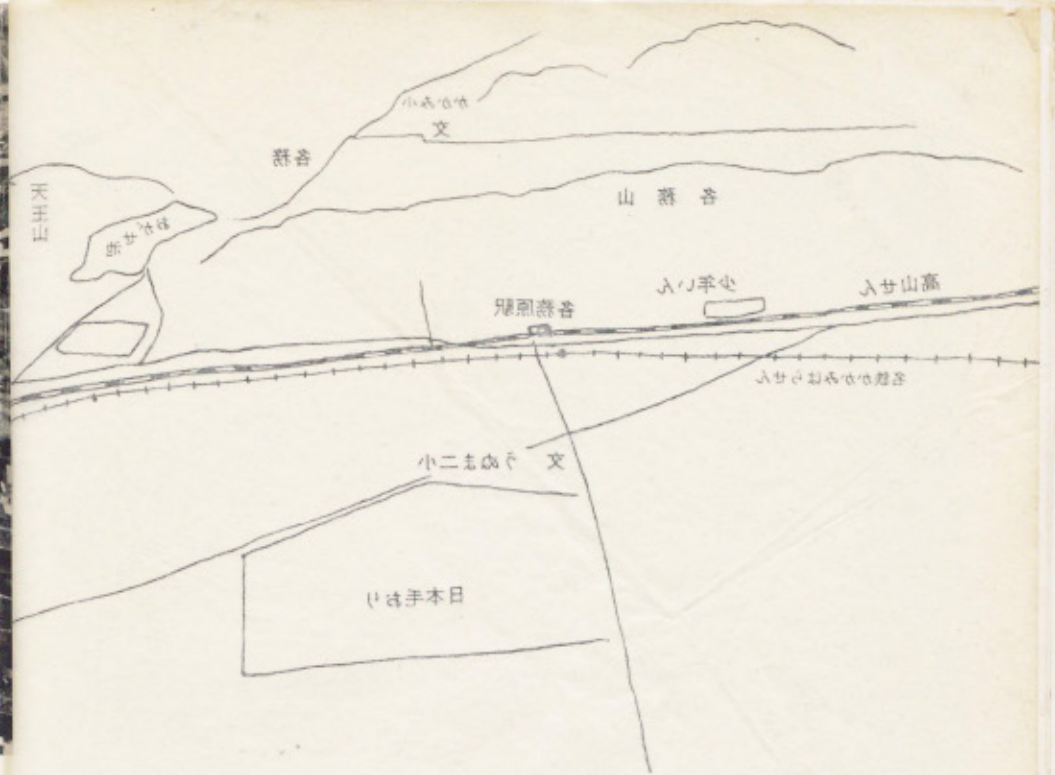 かかみ小
文
各務
各務山
天王山
おがせ池
少年いん
高山せん
各務原駅
名鉄かかみはらせん
文 うぬま二小
日本毛おり